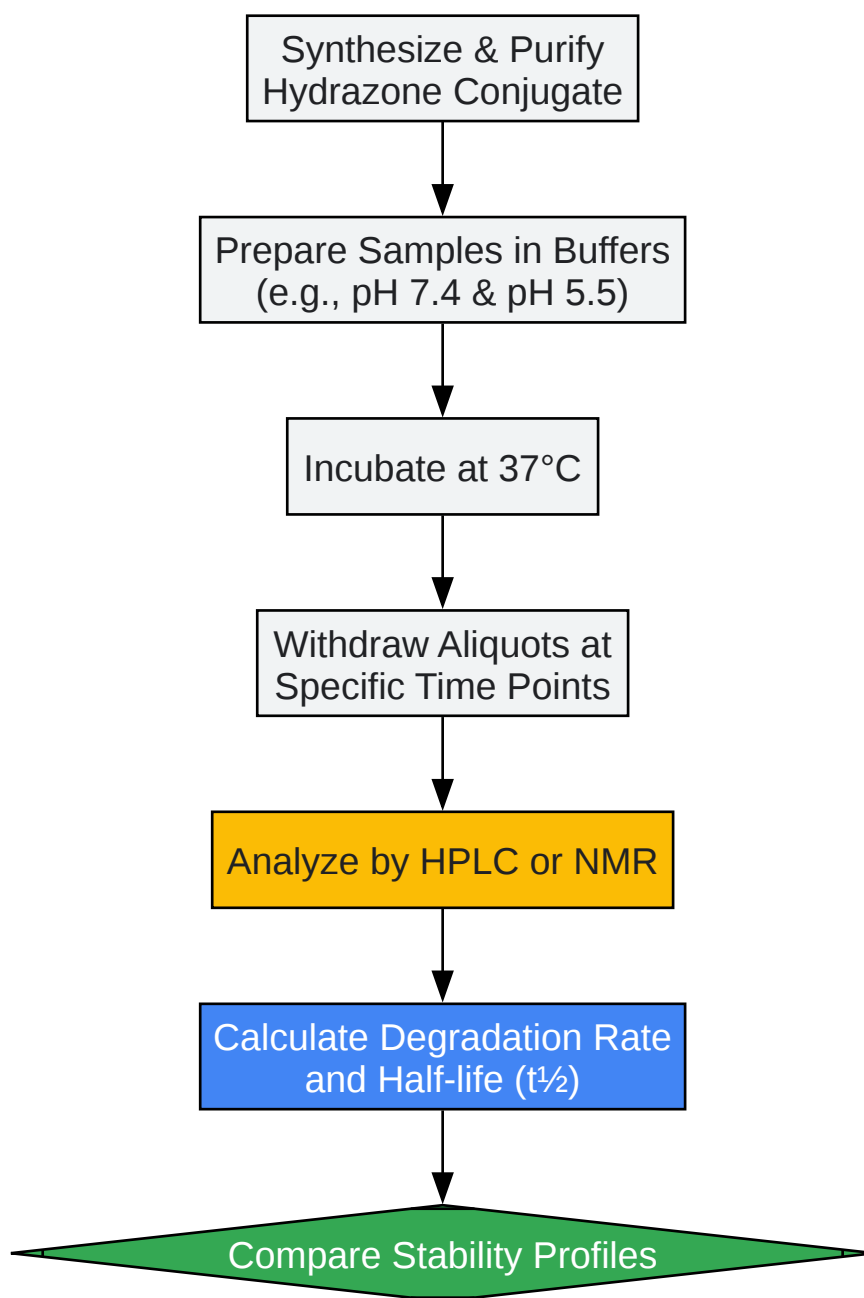 Synthesize & Purify
Hydrazone Conjugate
Prepare Samples in Buffers
(e.g., pH 7.4 & pH 5.5)
Incubate at 37°C
Withdraw Aliquots at
Specific Time Points
Analyze by HPLC or NMR
Calculate Degradation Rate
and Half-life (t½)
Compare Stability Profiles